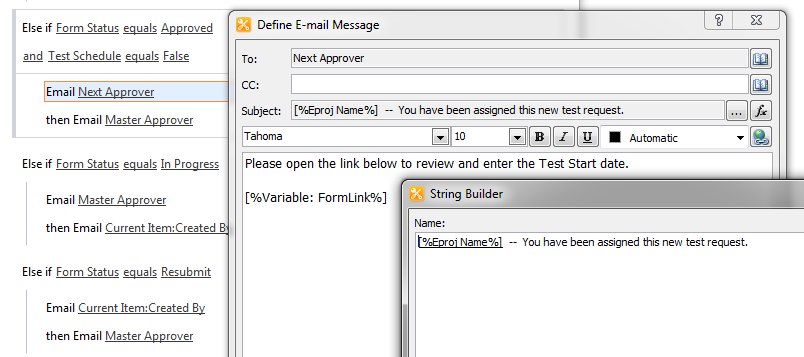 Else if Form Status equals Approved
and Test Schedule equals False
Email Next Approver
then Email Master Approver
Else if Form Status equals In Progress
Email Master Approver
then Email Current Item:Created By
Else if Form Status equals Resubmit
Email Current Item:Created By
then Email Master Approver
Define E-mail Message
To: Next Approver
CC:
Subject: [%Eproj Name%] -- You have been assigned this new test request. ... fx
Tahoma 10 B I U Automatic
Please open the link below to review and enter the Test Start date.
[%Variable: FormLink%]
String Builder
Name:
[%Eproj Name%] -- You have been assigned this new test request.